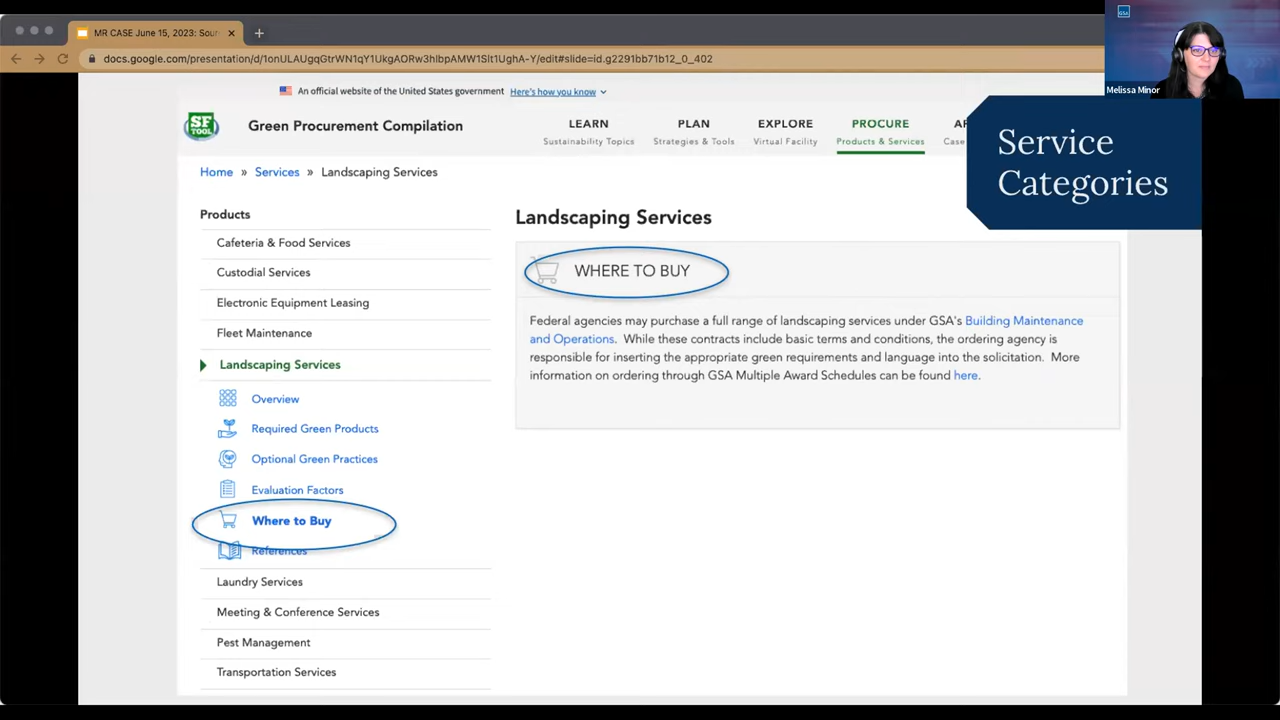 MR CASE June 15, 2023: Sour
docs.google.com/presentation/d/1onULAUgqGtrWN1qY1UkgAORw3hIbpAMW1SIt1UghA-Y/edit#slide=id.g2291bb71b12_0_402
GSA
Melissa Minor
An official website of the United States government Here's how you know
SF TOOL
Green Procurement Compilation
LEARN
Sustainability Topics
PLAN
Strategies & Tools
EXPLORE
Virtual Facility
PROCURE
Products & Services
AP
Case
Service
Categories
Home » Services » Landscaping Services
Products
Cafeteria & Food Services
Custodial Services
Electronic Equipment Leasing
Fleet Maintenance
Landscaping Services
Overview
Required Green Products
Optional Green Practices
Evaluation Factors
Where to Buy
References
Laundry Services
Meeting & Conference Services
Pest Management
Transportation Services
Landscaping Services
WHERE TO BUY
Federal agencies may purchase a full range of landscaping services under GSA's Building Maintenance
and Operations. While these contracts include basic terms and conditions, the ordering agency is
responsible for inserting the appropriate green requirements and language into the solicitation. More
information on ordering through GSA Multiple Award Schedules can be found here.